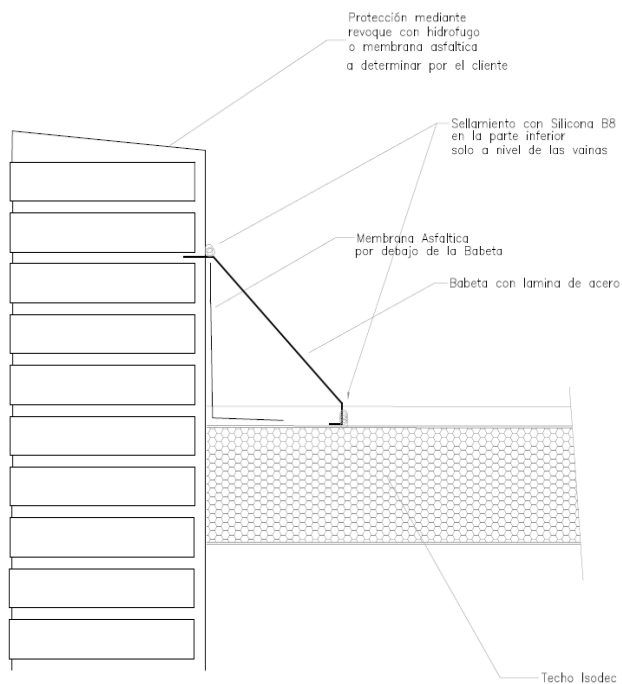 Protección mediante
revoque con hidrofugo
o membrana asfaltica
a determinar por el cliente
Sellamiento con Silicona B8
en la parte inferior
solo a nivel de las vainas
Membrana Asfaltica
por debajo de la Babeta
Babeta con lamina de acero
Techo Isodec